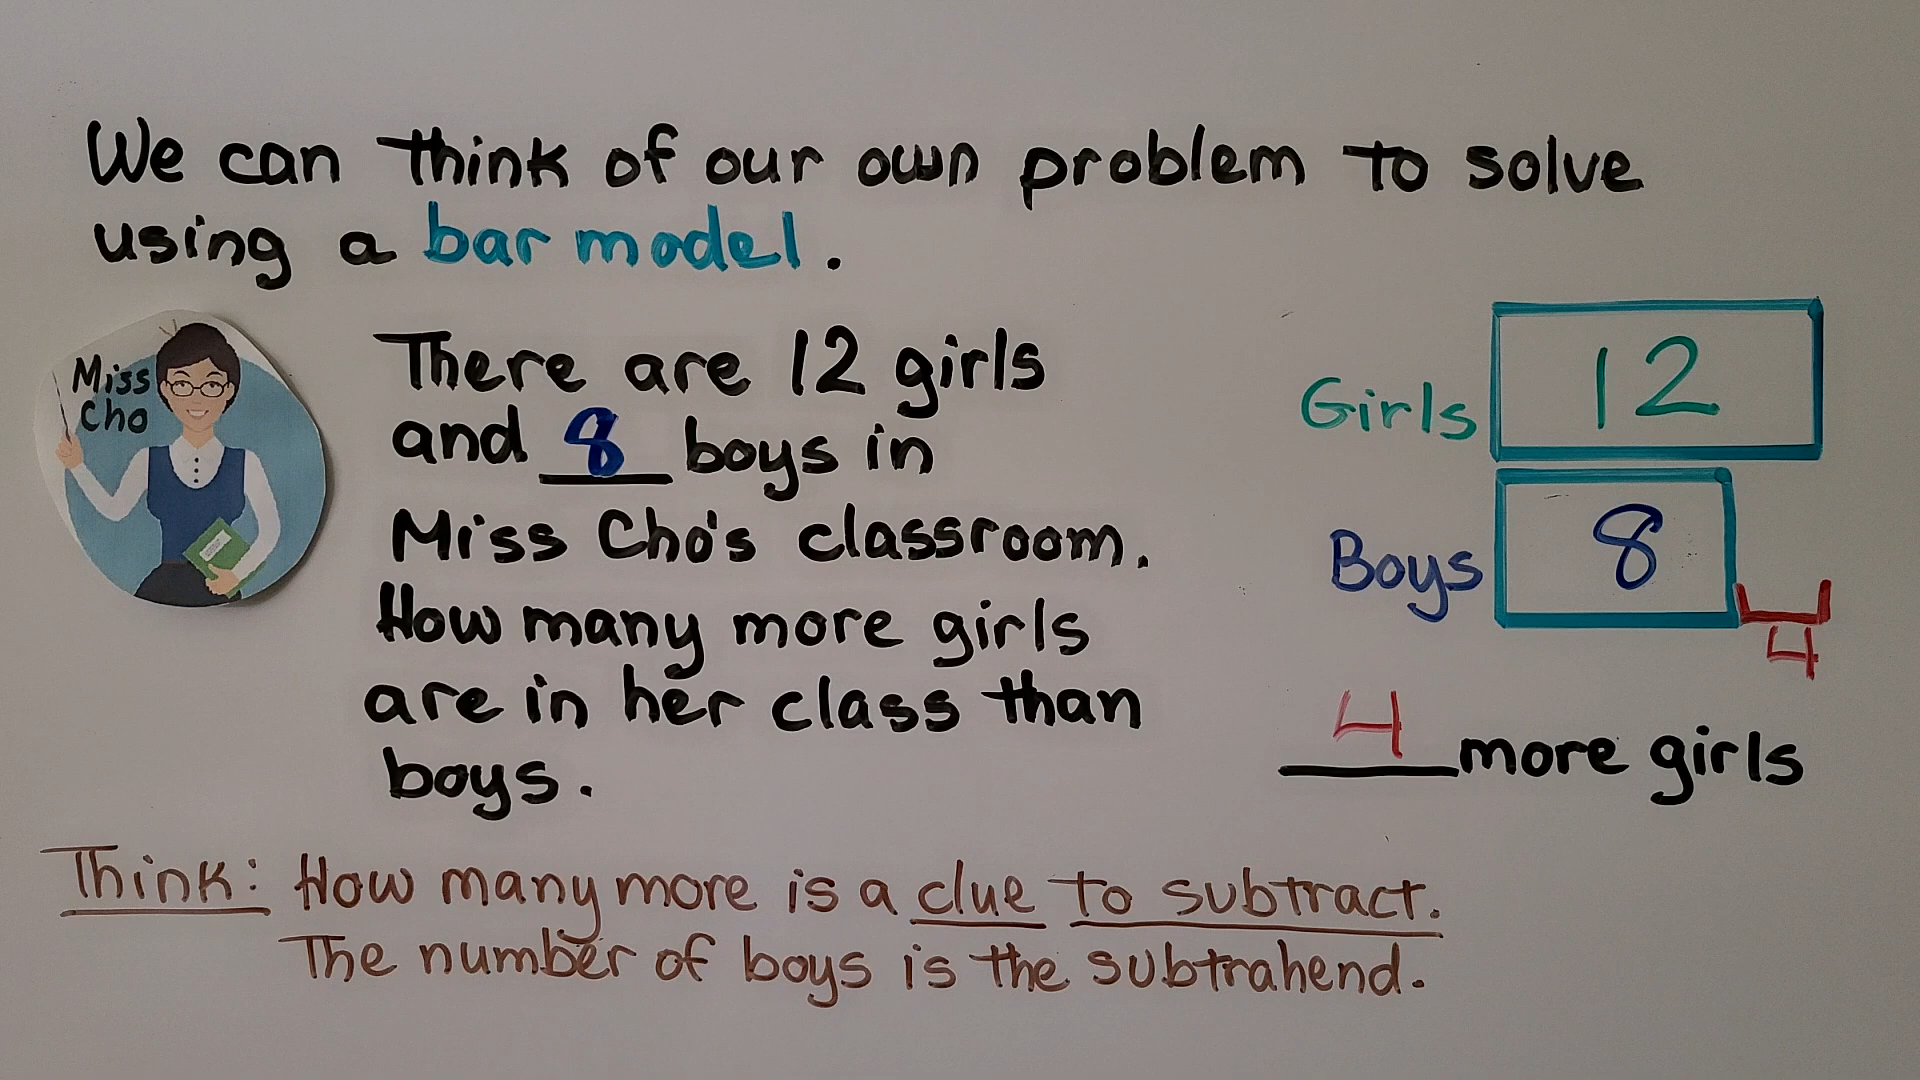 We can think of our own problem to solve
using a bar model.
Miss
Cho
There are 12 girls
and 8 boys in
Miss Cho's classroom.
How many more girls
are in her class than
boys.
Girls 12
Boys 8
4
4 more girls
Think: How many more is a clue to subtract.
The number of boys is the subtrahend.